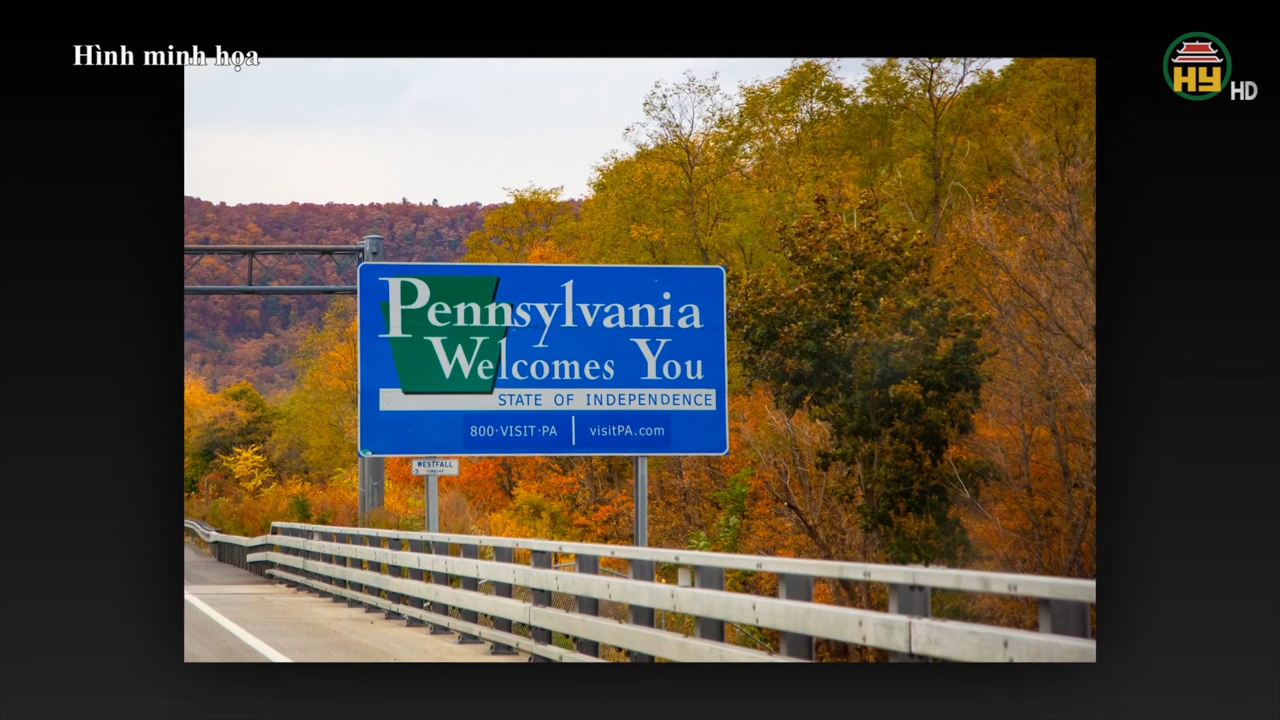 Hình minh họa
HY
HD
Pennsylvania
Welcomes You
STATE OF INDEPENDENCE
800·VISIT·PA
visitPA.com
WESTFALL